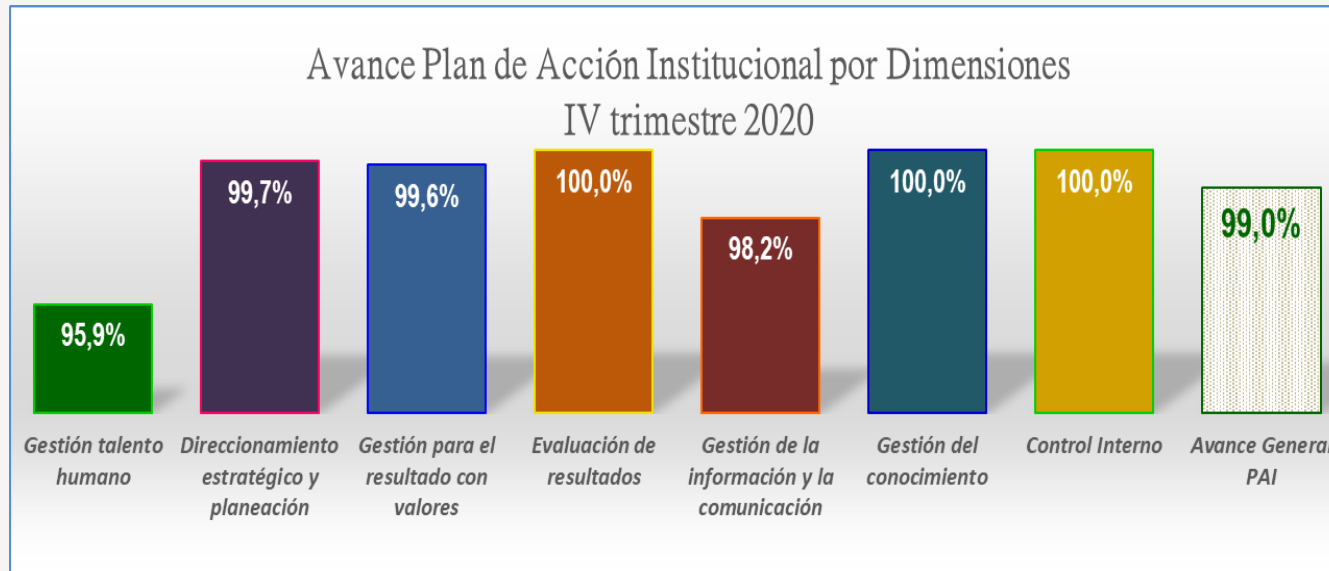 Avance Plan de Acción Institucional por Dimensiones
IV trimestre 2020
95,9%
99,7%
99,6%
100,0%
98,2%
100,0%
100,0%
99,0%
Gestión talento
humano
Direccionamiento
estratégico y
planeación
Gestión para el
resultado con
valores
Evaluación de
resultados
Gestión de la
información y la
comunicación
Gestión del
conocimiento
Control Interno
Avance General
PAI